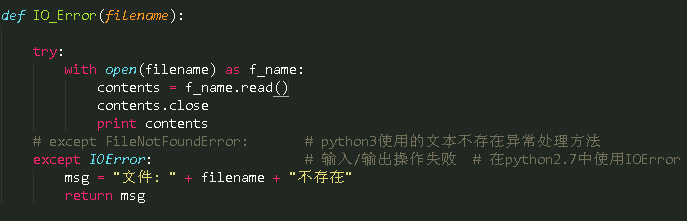 def IO_Error(filename):
try:
with open(filename) as f_name:
contents = f_name.read()
contents.close
print contents
# except FileNotFoundError: # python3使用的文本不存在异常处理方法
except IOError: # 输入/输出操作失败 # 在python2.7中使用IOError
msg = "文件: " + filename + "不存在"
return msg